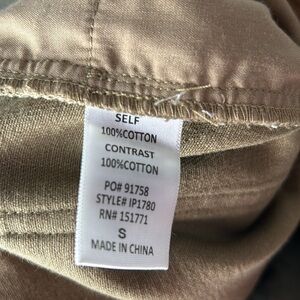 SELF
100%COTTON
CONTRAST
100%COTTON
PO# 91758
STYLE# IP1780
RN# 151771
S
MADE IN CHINA